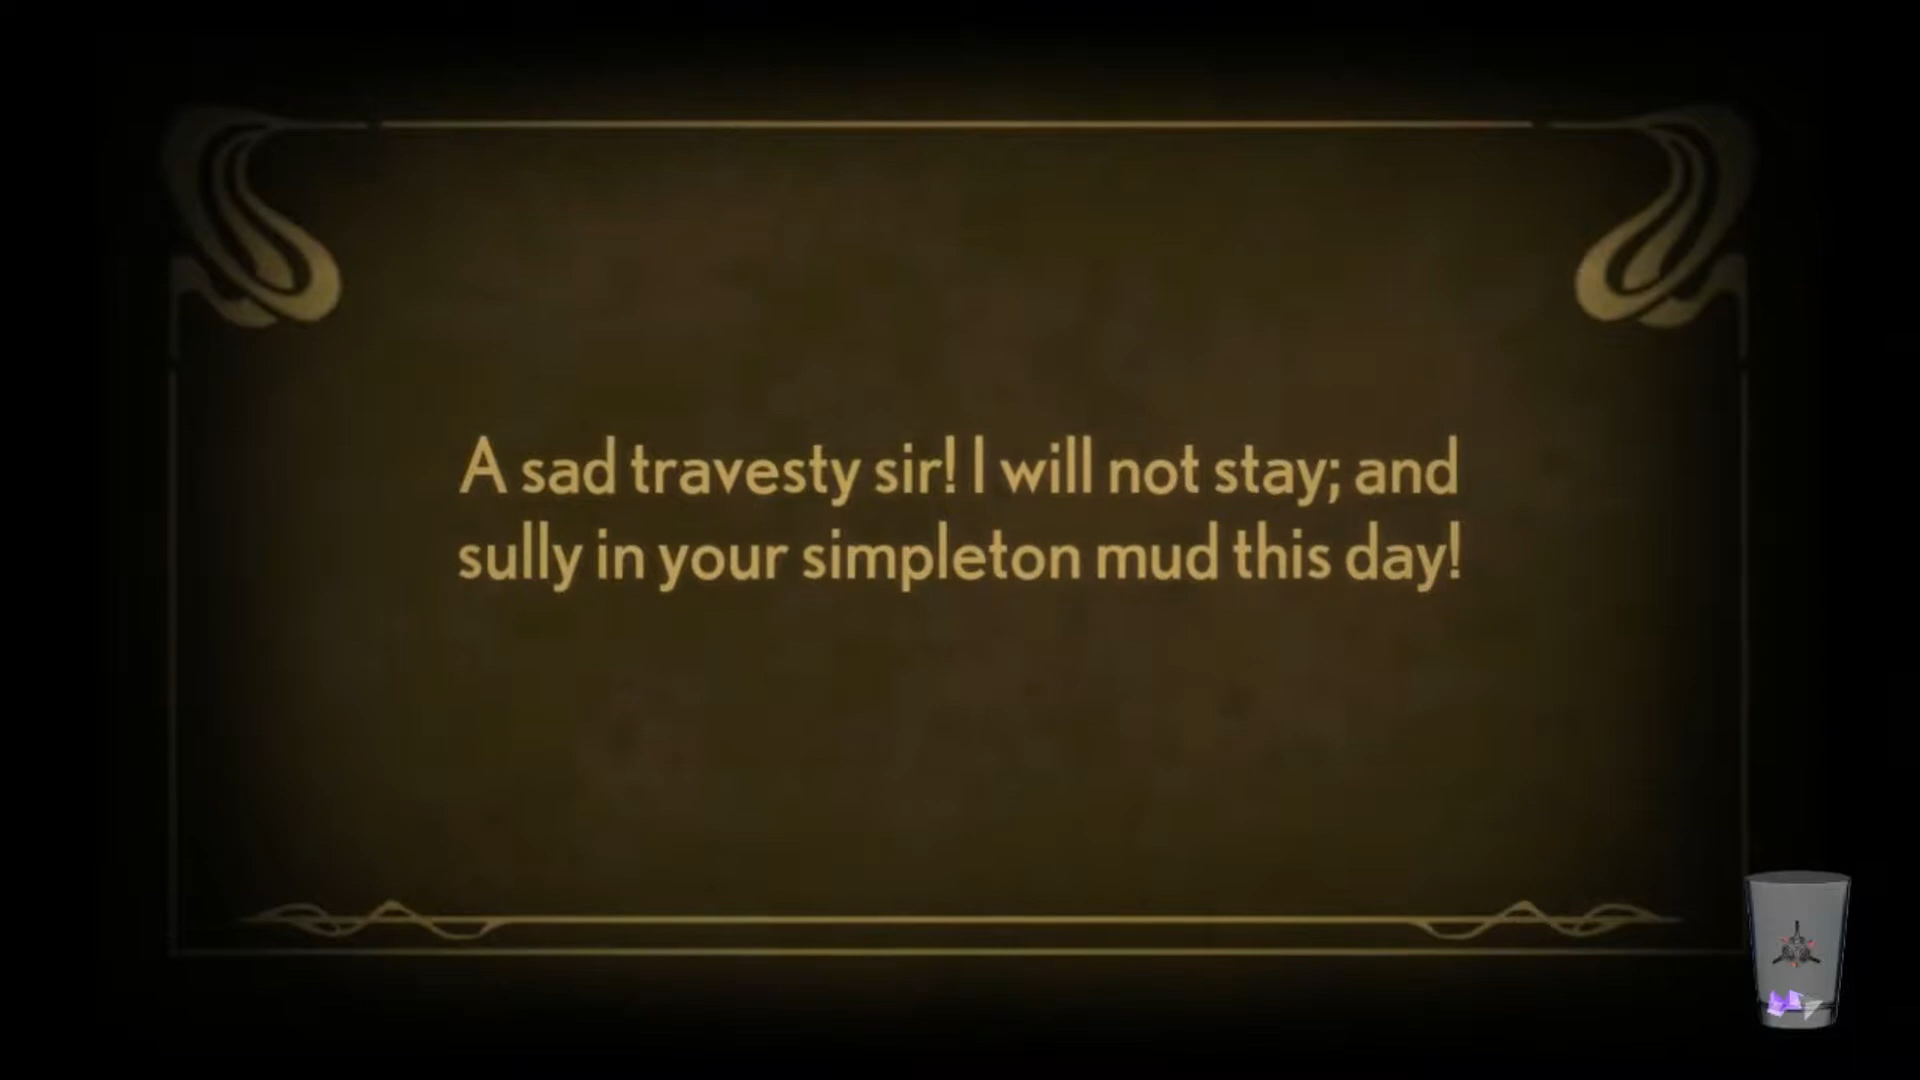 A sad travesty sir! I will not stay; and
sully in your simpleton mud this day!